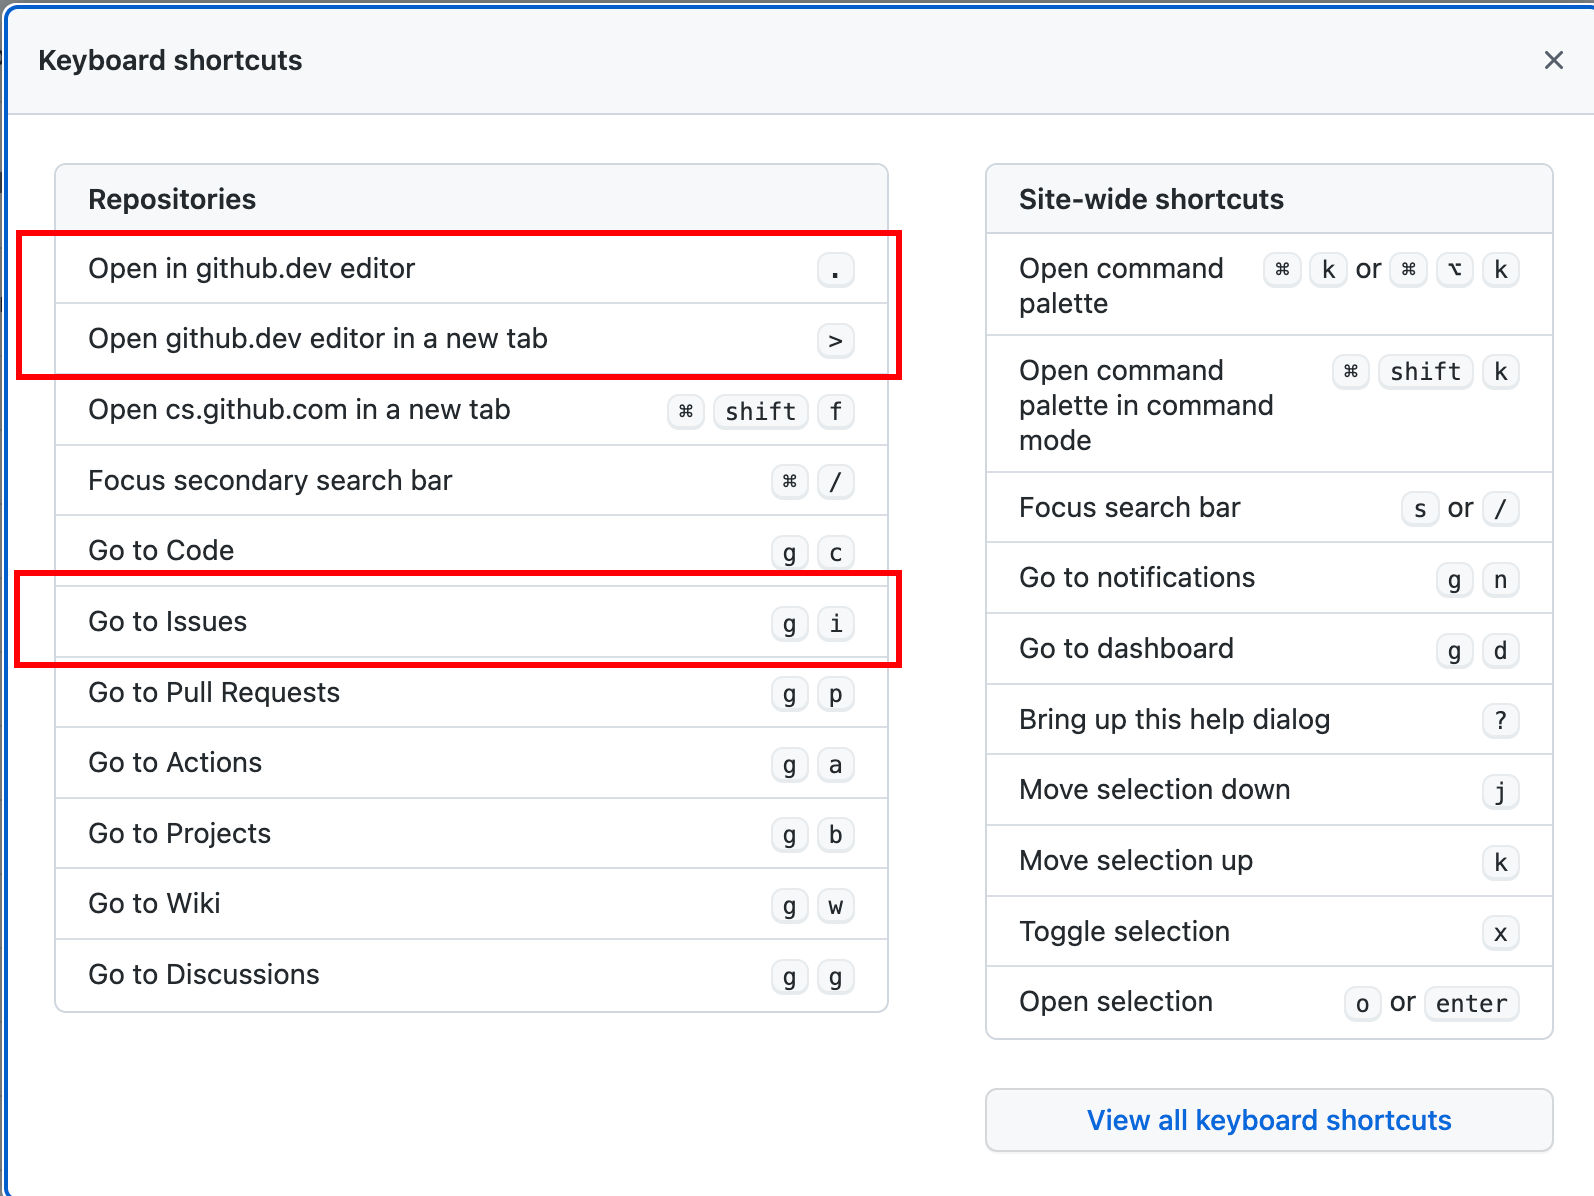 Keyboard shortcuts
Repositories
Open in github.dev editor .
Open github.dev editor in a new tab >
Open cs.github.com in a new tab ⌘ shift f
Focus secondary search bar ⌘ /
Go to Code g c
Go to Issues g i
Go to Pull Requests g p
Go to Actions g a
Go to Projects g b
Go to Wiki g w
Go to Discussions g g
Site-wide shortcuts
Open command ⌘ k or ⌘ ⌥ k
palette
Open command ⌘ shift k
palette in command
mode
Focus search bar s or /
Go to notifications g n
Go to dashboard g d
Bring up this help dialog ?
Move selection down j
Move selection up k
Toggle selection x
Open selection o or enter
View all keyboard shortcuts